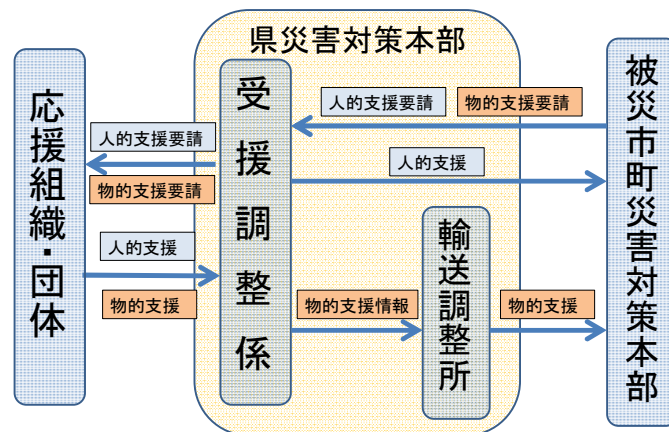 県災害対策本部
応援組織・団体
受援調整係
輸送調整所
被災市町災害対策本部
人的支援要請
物的支援要請
人的支援要請
物的支援要請
人的支援
人的支援
物的支援
物的支援情報
物的支援